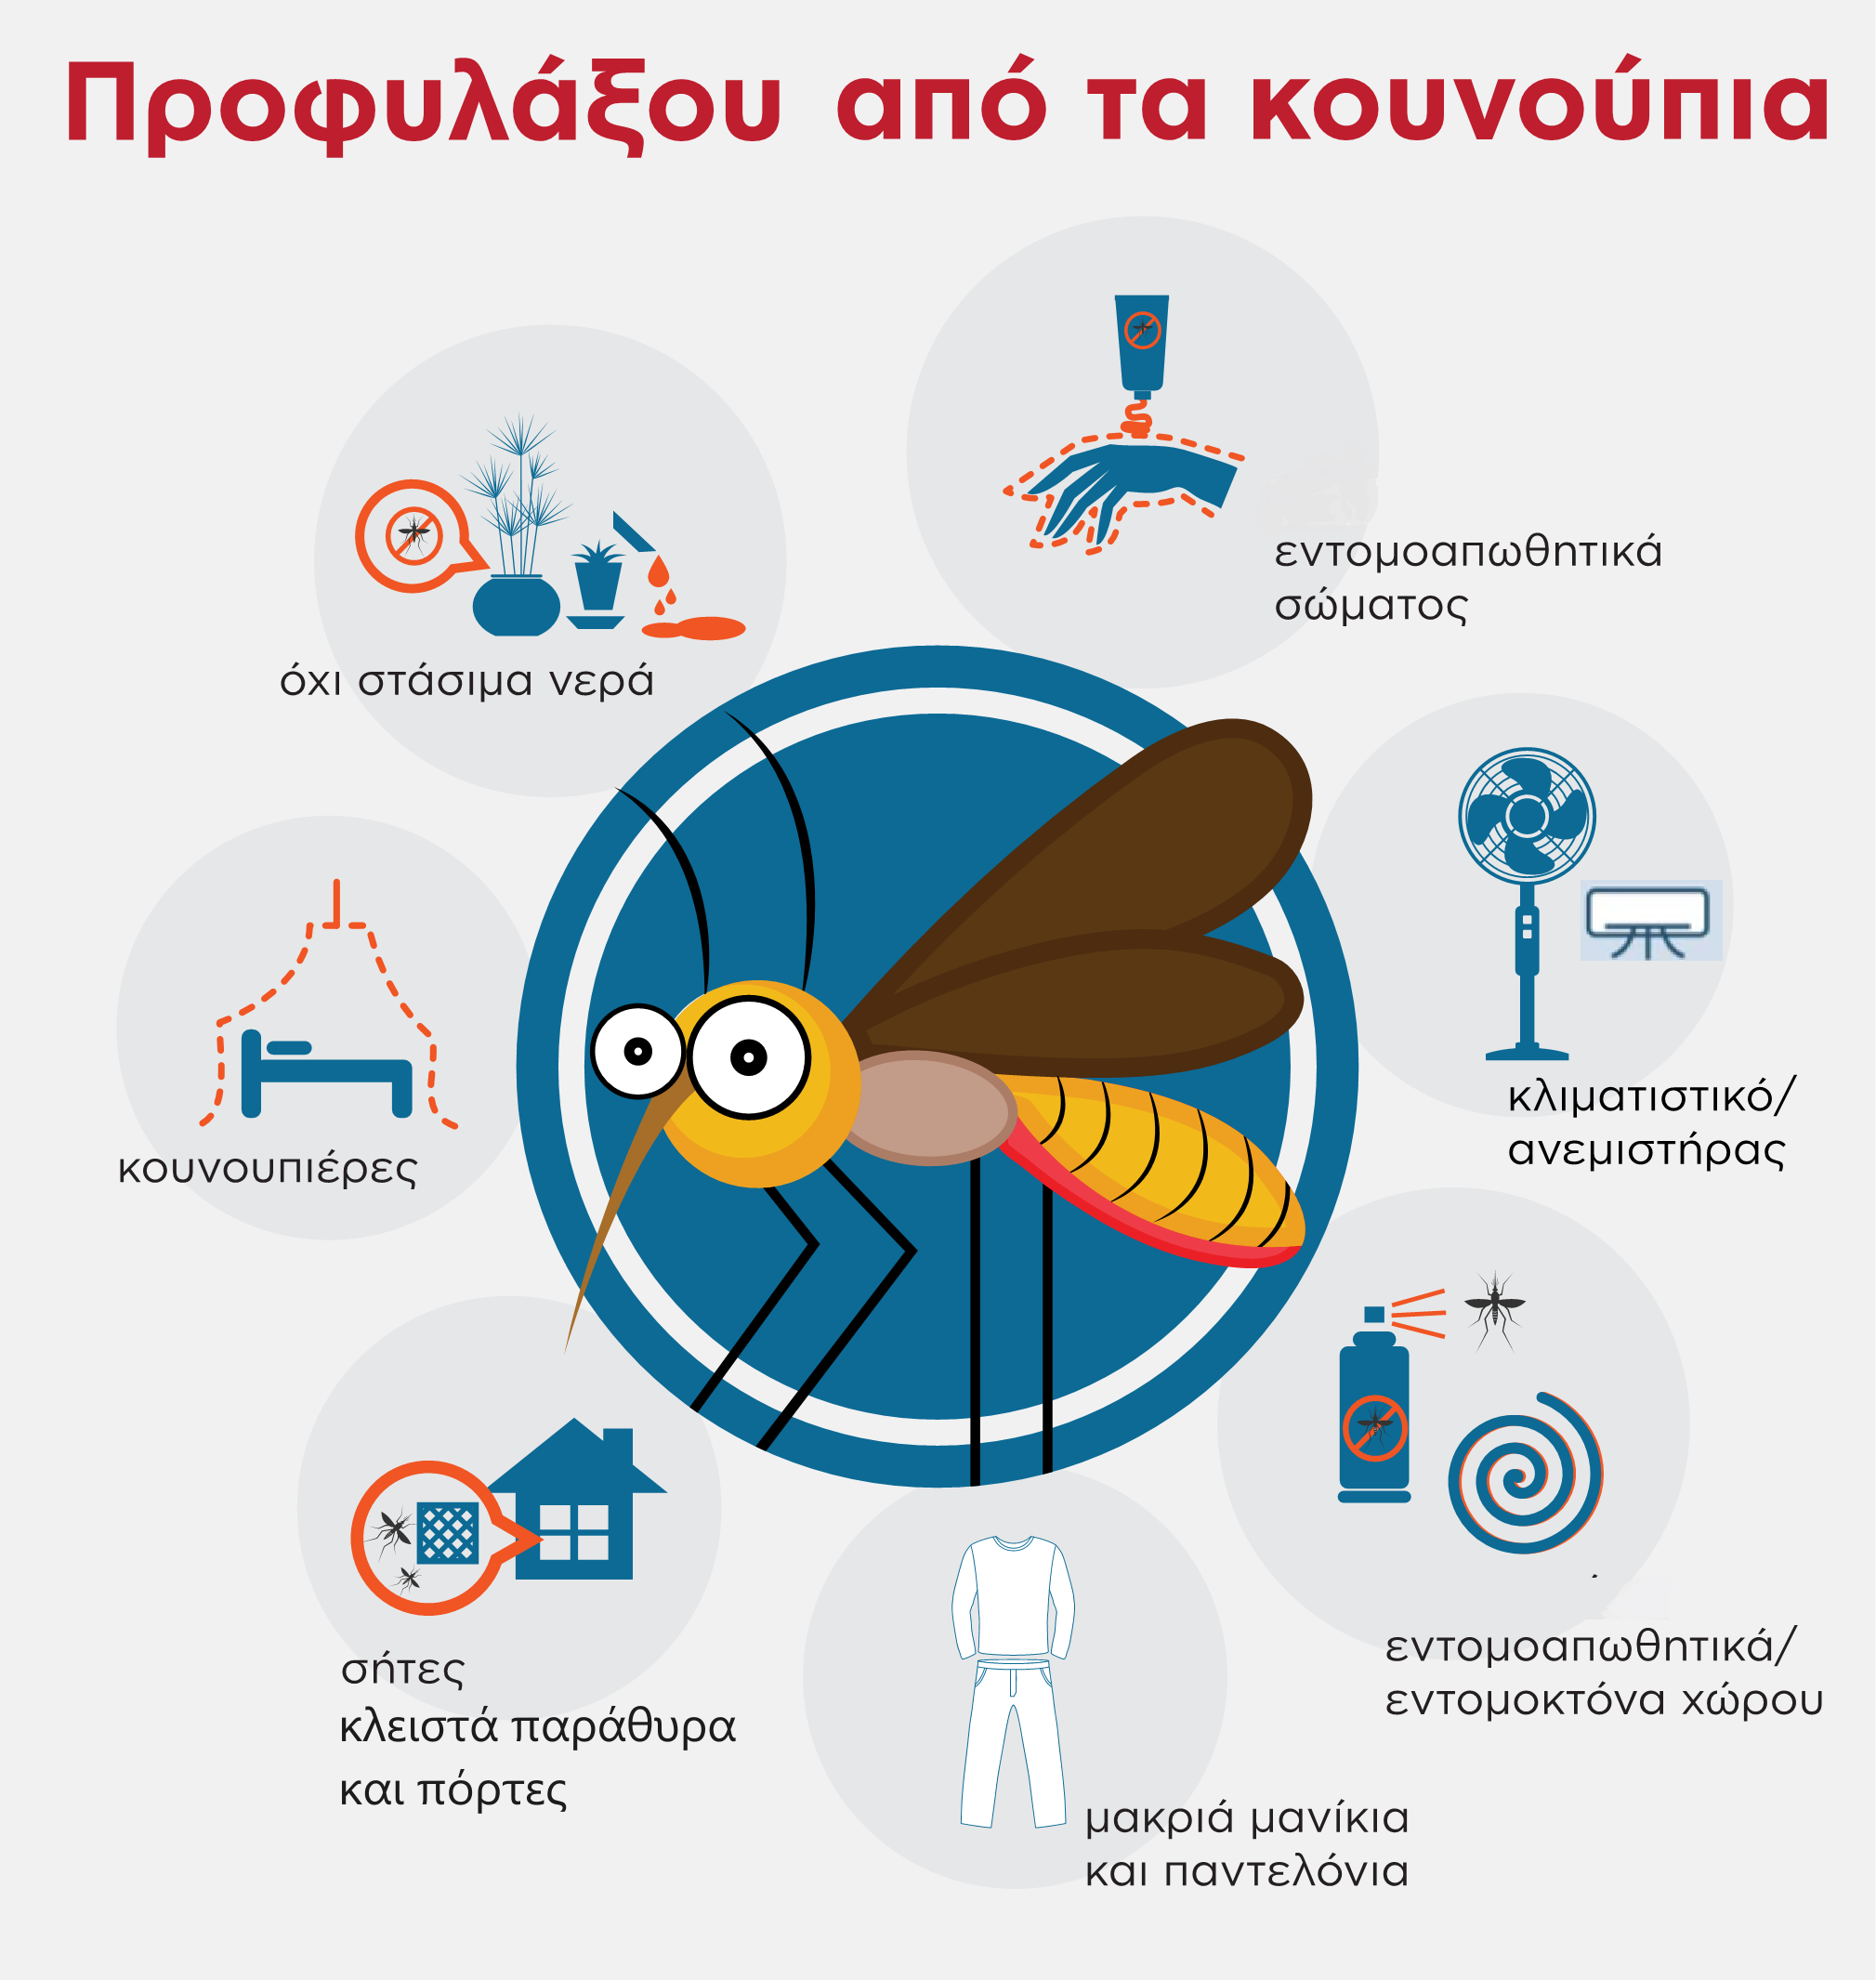 Προφυλάξου από τα κουνούπια
εντομοαπωθητικά
σώματος
όχι στάσιμα νερά
κλιματιστικό/
ανεμιστήρας
κουνουπιέρες
εντομοαπωθητικά/
εντομοκτόνα χώρου
σήτες
κλειστά παράθυρα
και πόρτες
μακριά μανίκια
και παντελόνια